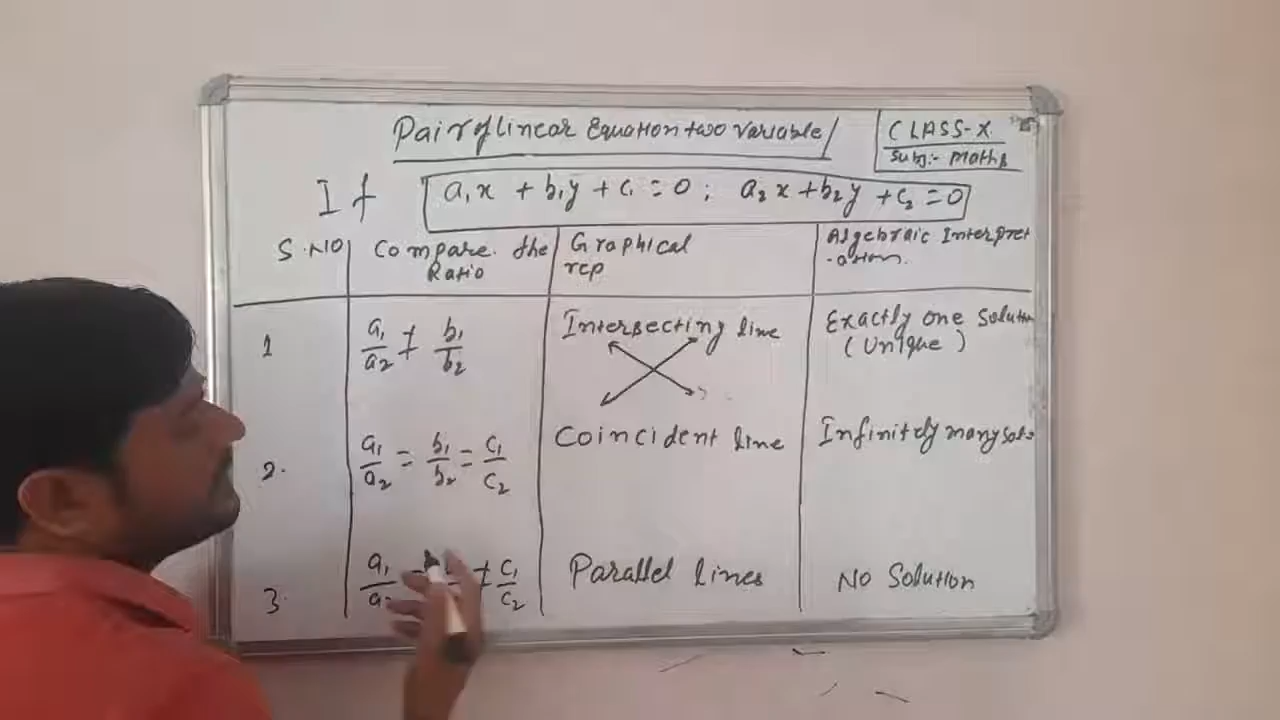 Pair of linear Equation two variable/
CLASS-X.
Sub:- Maths
If a₁x + b₁y + c₁ = 0 ; a₂x + b₂y + c₂ = 0
S.NO
Compare the
Ratio
Graphical
rep
Algebraic Interpret
-ation.
1
a₁/a₂ ≠ b₁/b₂
Intersecting line
Exactly one Solution
(Unique)
2.
a₁/a₂ = b₁/b₂ = c₁/c₂
Coincident line
Infinitely many
3.
a₁/a₂ = b ≠ c₁/c₂
Parallel lines
No Solution